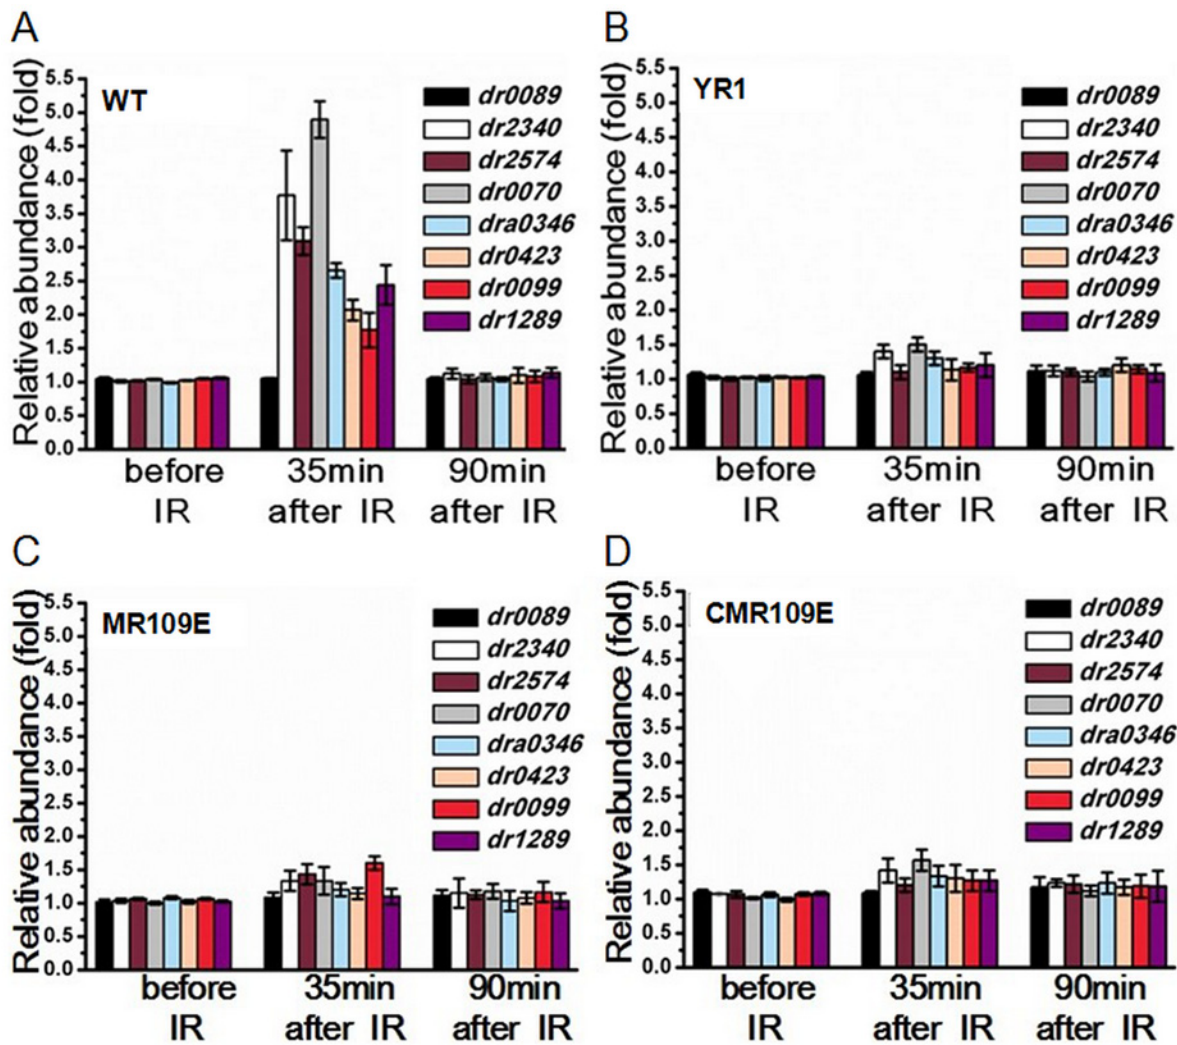 A
Relative abundance (fold)
5.5
5.0
4.5
4.0
3.5
3.0
2.5
2.0
1.5
1.0
0.5
0.0
WT
dr0089
dr2340
dr2574
dr0070
dra0346
dr0423
dr0099
dr1289
before
IR
35min
after IR
90min
after IR
B
Relative abundance (fold)
5.5
5.0
4.5
4.0
3.5
3.0
2.5
2.0
1.5
1.0
0.5
0.0
YR1
dr0089
dr2340
dr2574
dr0070
dra0346
dr0423
dr0099
dr1289
before
IR
35min
after IR
90min
after IR
C
Relative abundance (fold)
5.5
5.0
4.5
4.0
3.5
3.0
2.5
2.0
1.5
1.0
0.5
0.0
MR109E
dr0089
dr2340
dr2574
dr0070
dra0346
dr0423
dr0099
dr1289
before
IR
35min
after IR
90min
after IR
D
Relative abundance (fold)
5.5
5.0
4.5
4.0
3.5
3.0
2.5
2.0
1.5
1.0
0.5
0.0
CMR109E
dr0089
dr2340
dr2574
dr0070
dra0346
dr0423
dr0099
dr1289
before
IR
35min
after IR
90min
after IR